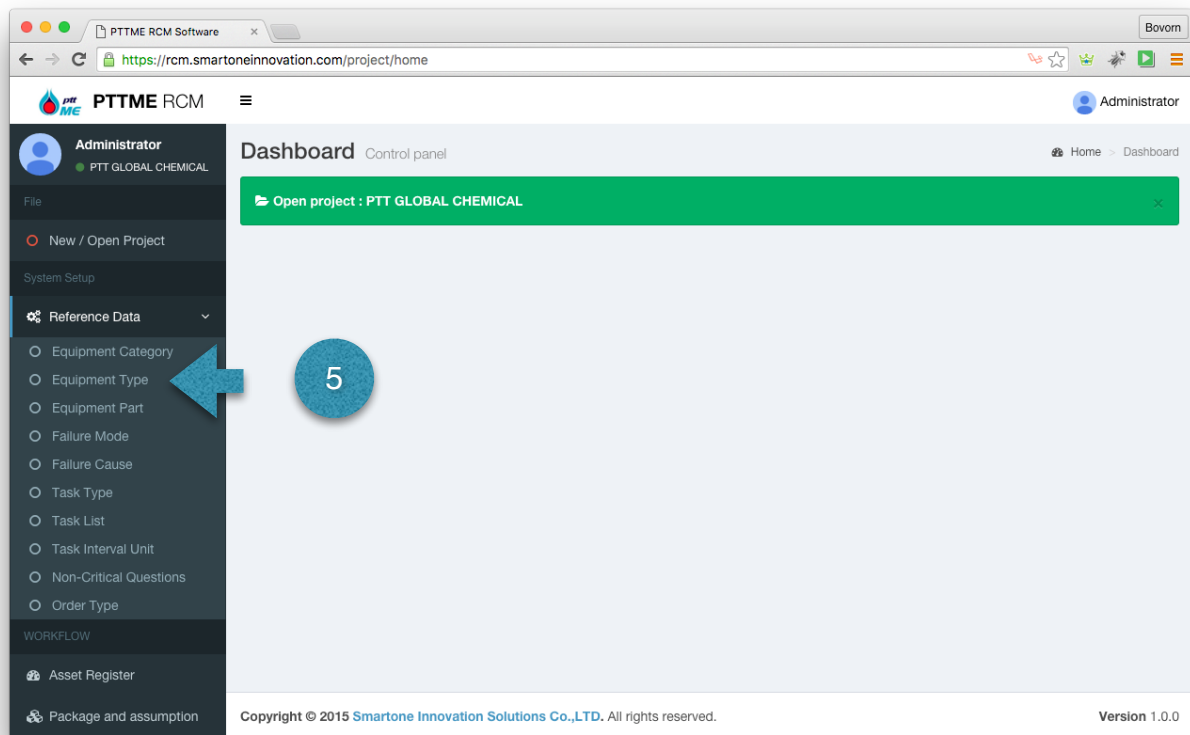 PTTME RCM Software
Bovorn
https://rcm.smartoneinnovation.com/project/home
ptt ME PTTME RCM
Administrator
Administrator
PTT GLOBAL CHEMICAL
Dashboard Control panel
Home > Dashboard
File
Open project : PTT GLOBAL CHEMICAL ×
New / Open Project
System Setup
Reference Data
Equipment Category
Equipment Type
5
Equipment Part
Failure Mode
Failure Cause
Task Type
Task List
Task Interval Unit
Non-Critical Questions
Order Type
WORKFLOW
Asset Register
Package and assumption
Copyright © 2015 Smartone Innovation Solutions Co.,LTD. All rights reserved.
Version 1.0.0